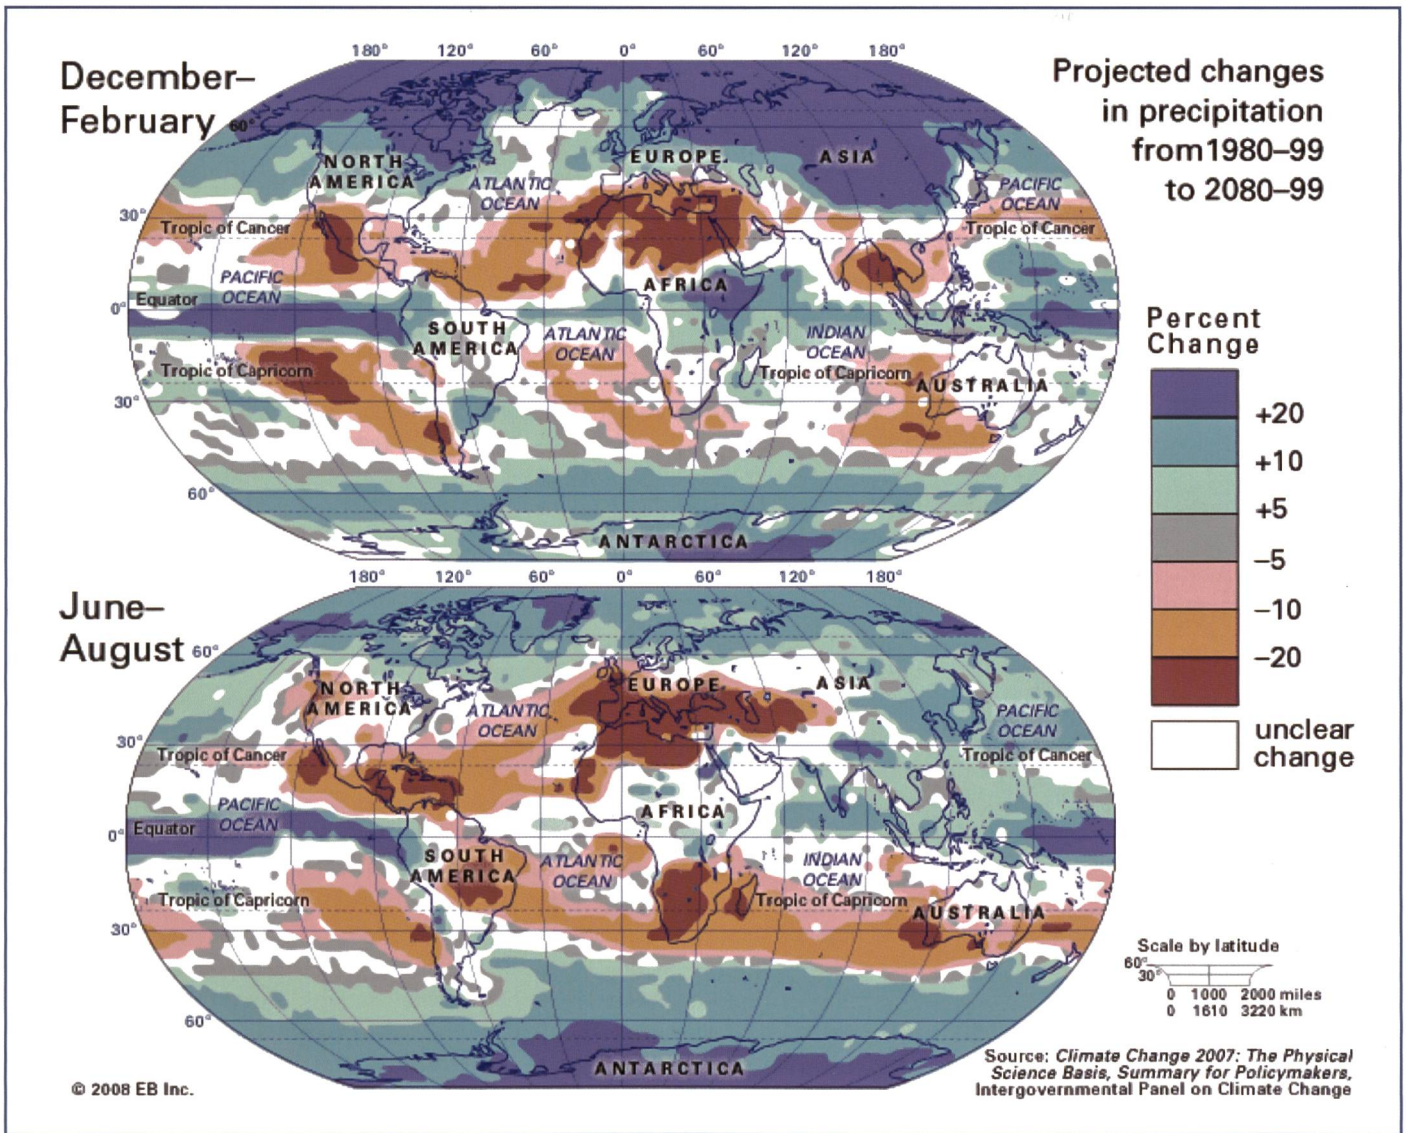 December–
February
Projected changes
in precipitation
from1980–99
to 2080–99
180° 120° 60° 0° 60° 120° 180°
60°
NORTH
AMERICA
EUROPE
ASIA
ATLANTIC
OCEAN
PACIFIC
OCEAN
30°
Tropic of Cancer
Tropic of Cancer
PACIFIC
OCEAN
AFRICA
Equator
0°
SOUTH
AMERICA
ATLANTIC
OCEAN
INDIAN
OCEAN
Tropic of Capricorn
Tropic of Capricorn
AUSTRALIA
30°
60°
ANTARCTICA
Percent
Change
+20
+10
+5
–5
–10
–20
unclear
change
June–
August
180° 120° 60° 0° 60° 120° 180°
60°
NORTH
AMERICA
EUROPE
ASIA
ATLANTIC
OCEAN
PACIFIC
OCEAN
30°
Tropic of Cancer
Tropic of Cancer
PACIFIC
OCEAN
AFRICA
Equator
0°
SOUTH
AMERICA
ATLANTIC
OCEAN
INDIAN
OCEAN
Tropic of Capricorn
Tropic of Capricorn
AUSTRALIA
30°
60°
ANTARCTICA
Scale by latitude
60°
30°
0 1000 2000 miles
0 1610 3220 km
© 2008 EB Inc.
Source: Climate Change 2007: The Physical
Science Basis, Summary for Policymakers,
Intergovernmental Panel on Climate Change